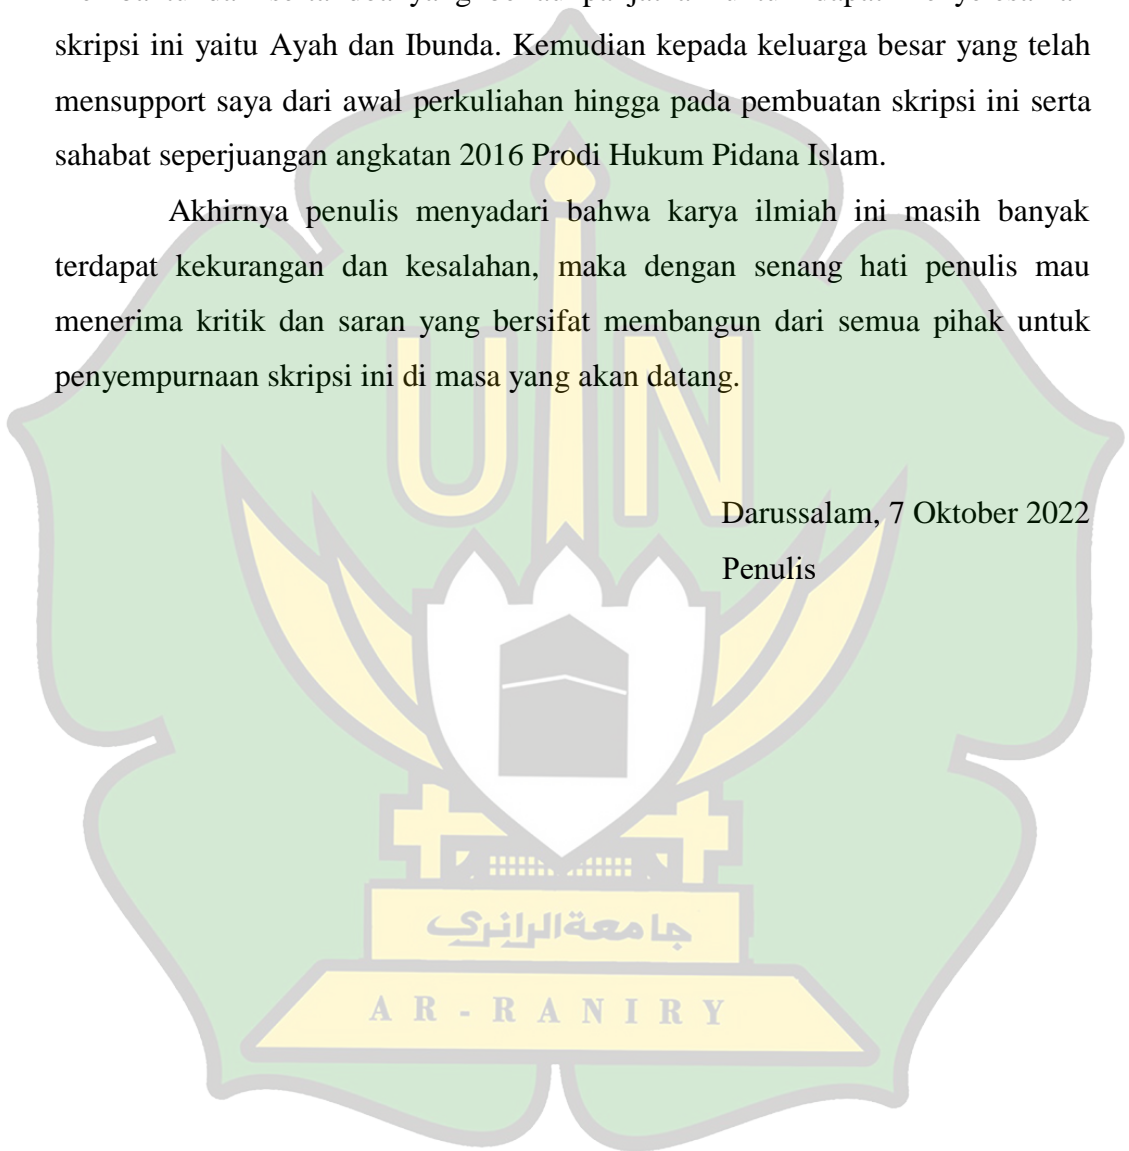 skripsi ini yaitu Ayah dan Ibunda. Kemudian kepada keluarga besar yang telah
mensupport saya dari awal perkuliahan hingga pada pembuatan skripsi ini serta
sahabat seperjuangan angkatan 2016 Prodi Hukum Pidana Islam.
Akhirnya penulis menyadari bahwa karya ilmiah ini masih banyak
terdapat kekurangan dan kesalahan, maka dengan senang hati penulis mau
menerima kritik dan saran yang bersifat membangun dari semua pihak untuk
penyempurnaan skripsi ini di masa yang akan datang.
UIN
Darussalam, 7 Oktober 2022
Penulis
جامعة الرانري
AR-RANIRY